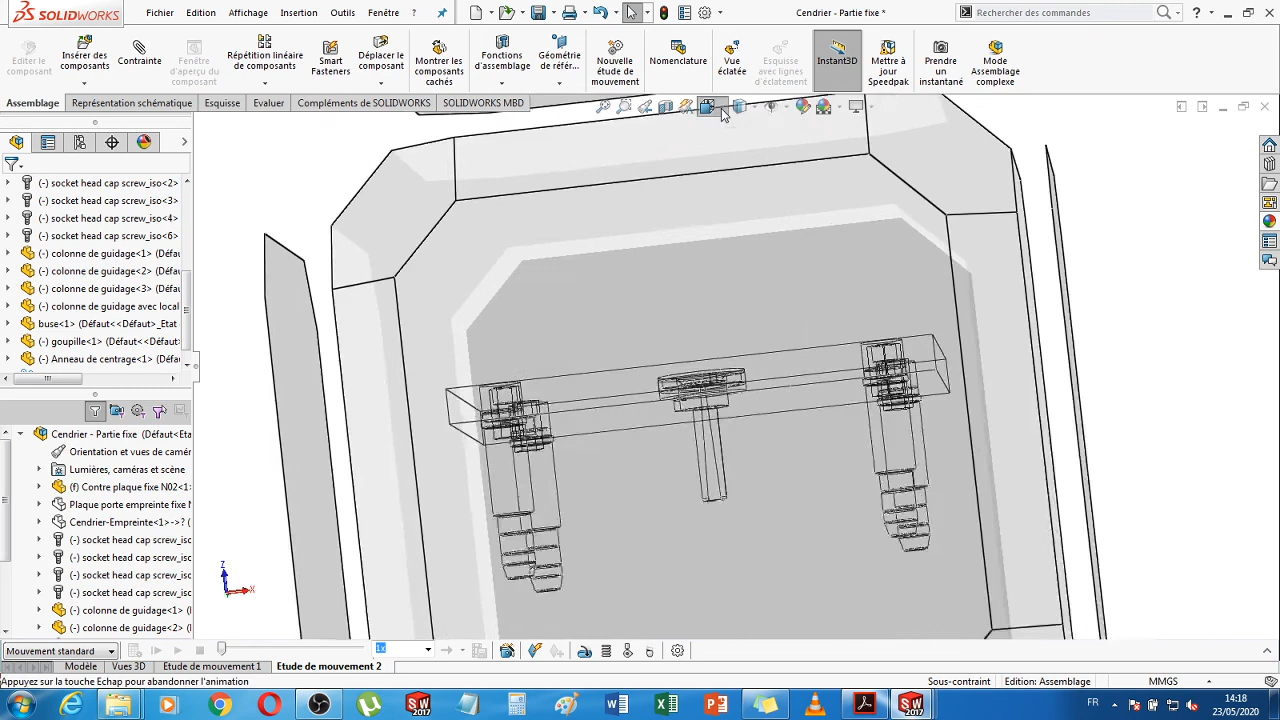 SOLIDWORKS
Fichier
Edition
Affichage
Insertion
Outils
Fenêtre
?
Cendrier - Partie fixe *
Rechercher des commandes
Editer le
composant
Insérer des
composants
Contrainte
Fenêtre
d'aperçu du
composant
Répétition linéaire
de composants
Smart
Fasteners
Déplacer le
composant
Montrer les
composants
cachés
Fonctions
d'assemblage
Géométrie
de référ...
Nouvelle
étude de
mouvement
Nomenclature
Vue
éclatée
Esquisse
avec lignes
d'éclatement
Instant3D
Mettre à
jour
Speedpak
Prendre
un
instantané
Mode
Assemblage
complexe
Assemblage
Représentation schématique
Esquisse
Evaluer
Compléments de SOLIDWORKS
SOLIDWORKS MBD
(-) socket head cap screw_iso<2>
(-) socket head cap screw_iso<3>
(-) socket head cap screw_iso<4>
(-) socket head cap screw_iso<6>
(-) colonne de guidage<1> (Défau
(-) colonne de guidage<2> (Défau
(-) colonne de guidage<3> (Défau
(-) colonne de guidage avec local
buse<1> (Défaut<<Défaut>_Etat
(-) goupille<1> (Défaut<<Défaut>
(-) Anneau de centrage<1> (Défau
Cendrier - Partie fixe (Défaut<Eta
Orientation et vues de camér
Lumières, caméras et scène
(f) Contre plaque fixe N02<1>
Plaque porte empreinte fixe N
Cendrier-Empreinte<1>->? (
(-) socket head cap screw_iso
(-) socket head cap screw_iso
(-) socket head cap screw_iso
(-) socket head cap screw_iso
(-) colonne de guidage<1> (
(-) colonne de guidage<2> (
Z
X
Mouvement standard
1x
Modèle
Vues 3D
Etude de mouvement 1
Etude de mouvement 2
Appuyez sur la touche Echap pour abandonner l'animation
Sous-contraint
Edition: Assemblage
MMGS
FR
14:18
23/05/2020